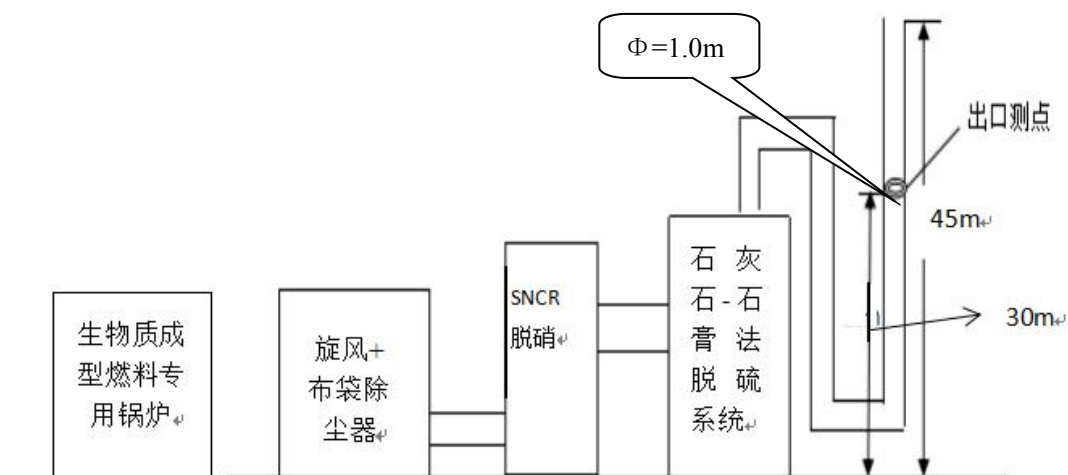 Φ=1.0m
出口测点
45m
30m
生物质成
型燃料专
用锅炉
旋风+
布袋除
尘器
SNCR
脱硝
石 灰
石-石
膏 法
脱 硫
系统